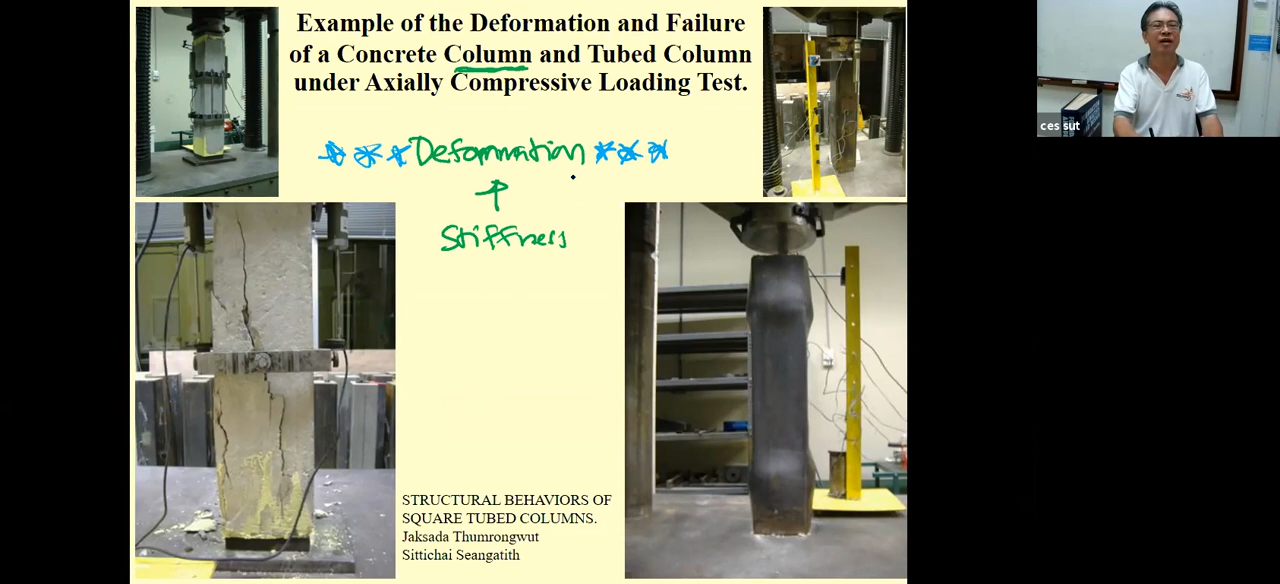 Example of the Deformation and Failure
of a Concrete Column and Tubed Column
under Axially Compressive Loading Test.
Deformation
Stiffness
STRUCTURAL BEHAVIORS OF
SQUARE TUBED COLUMNS.
Jaksada Thumrongwut
Sittichai Seangatith
ces sut